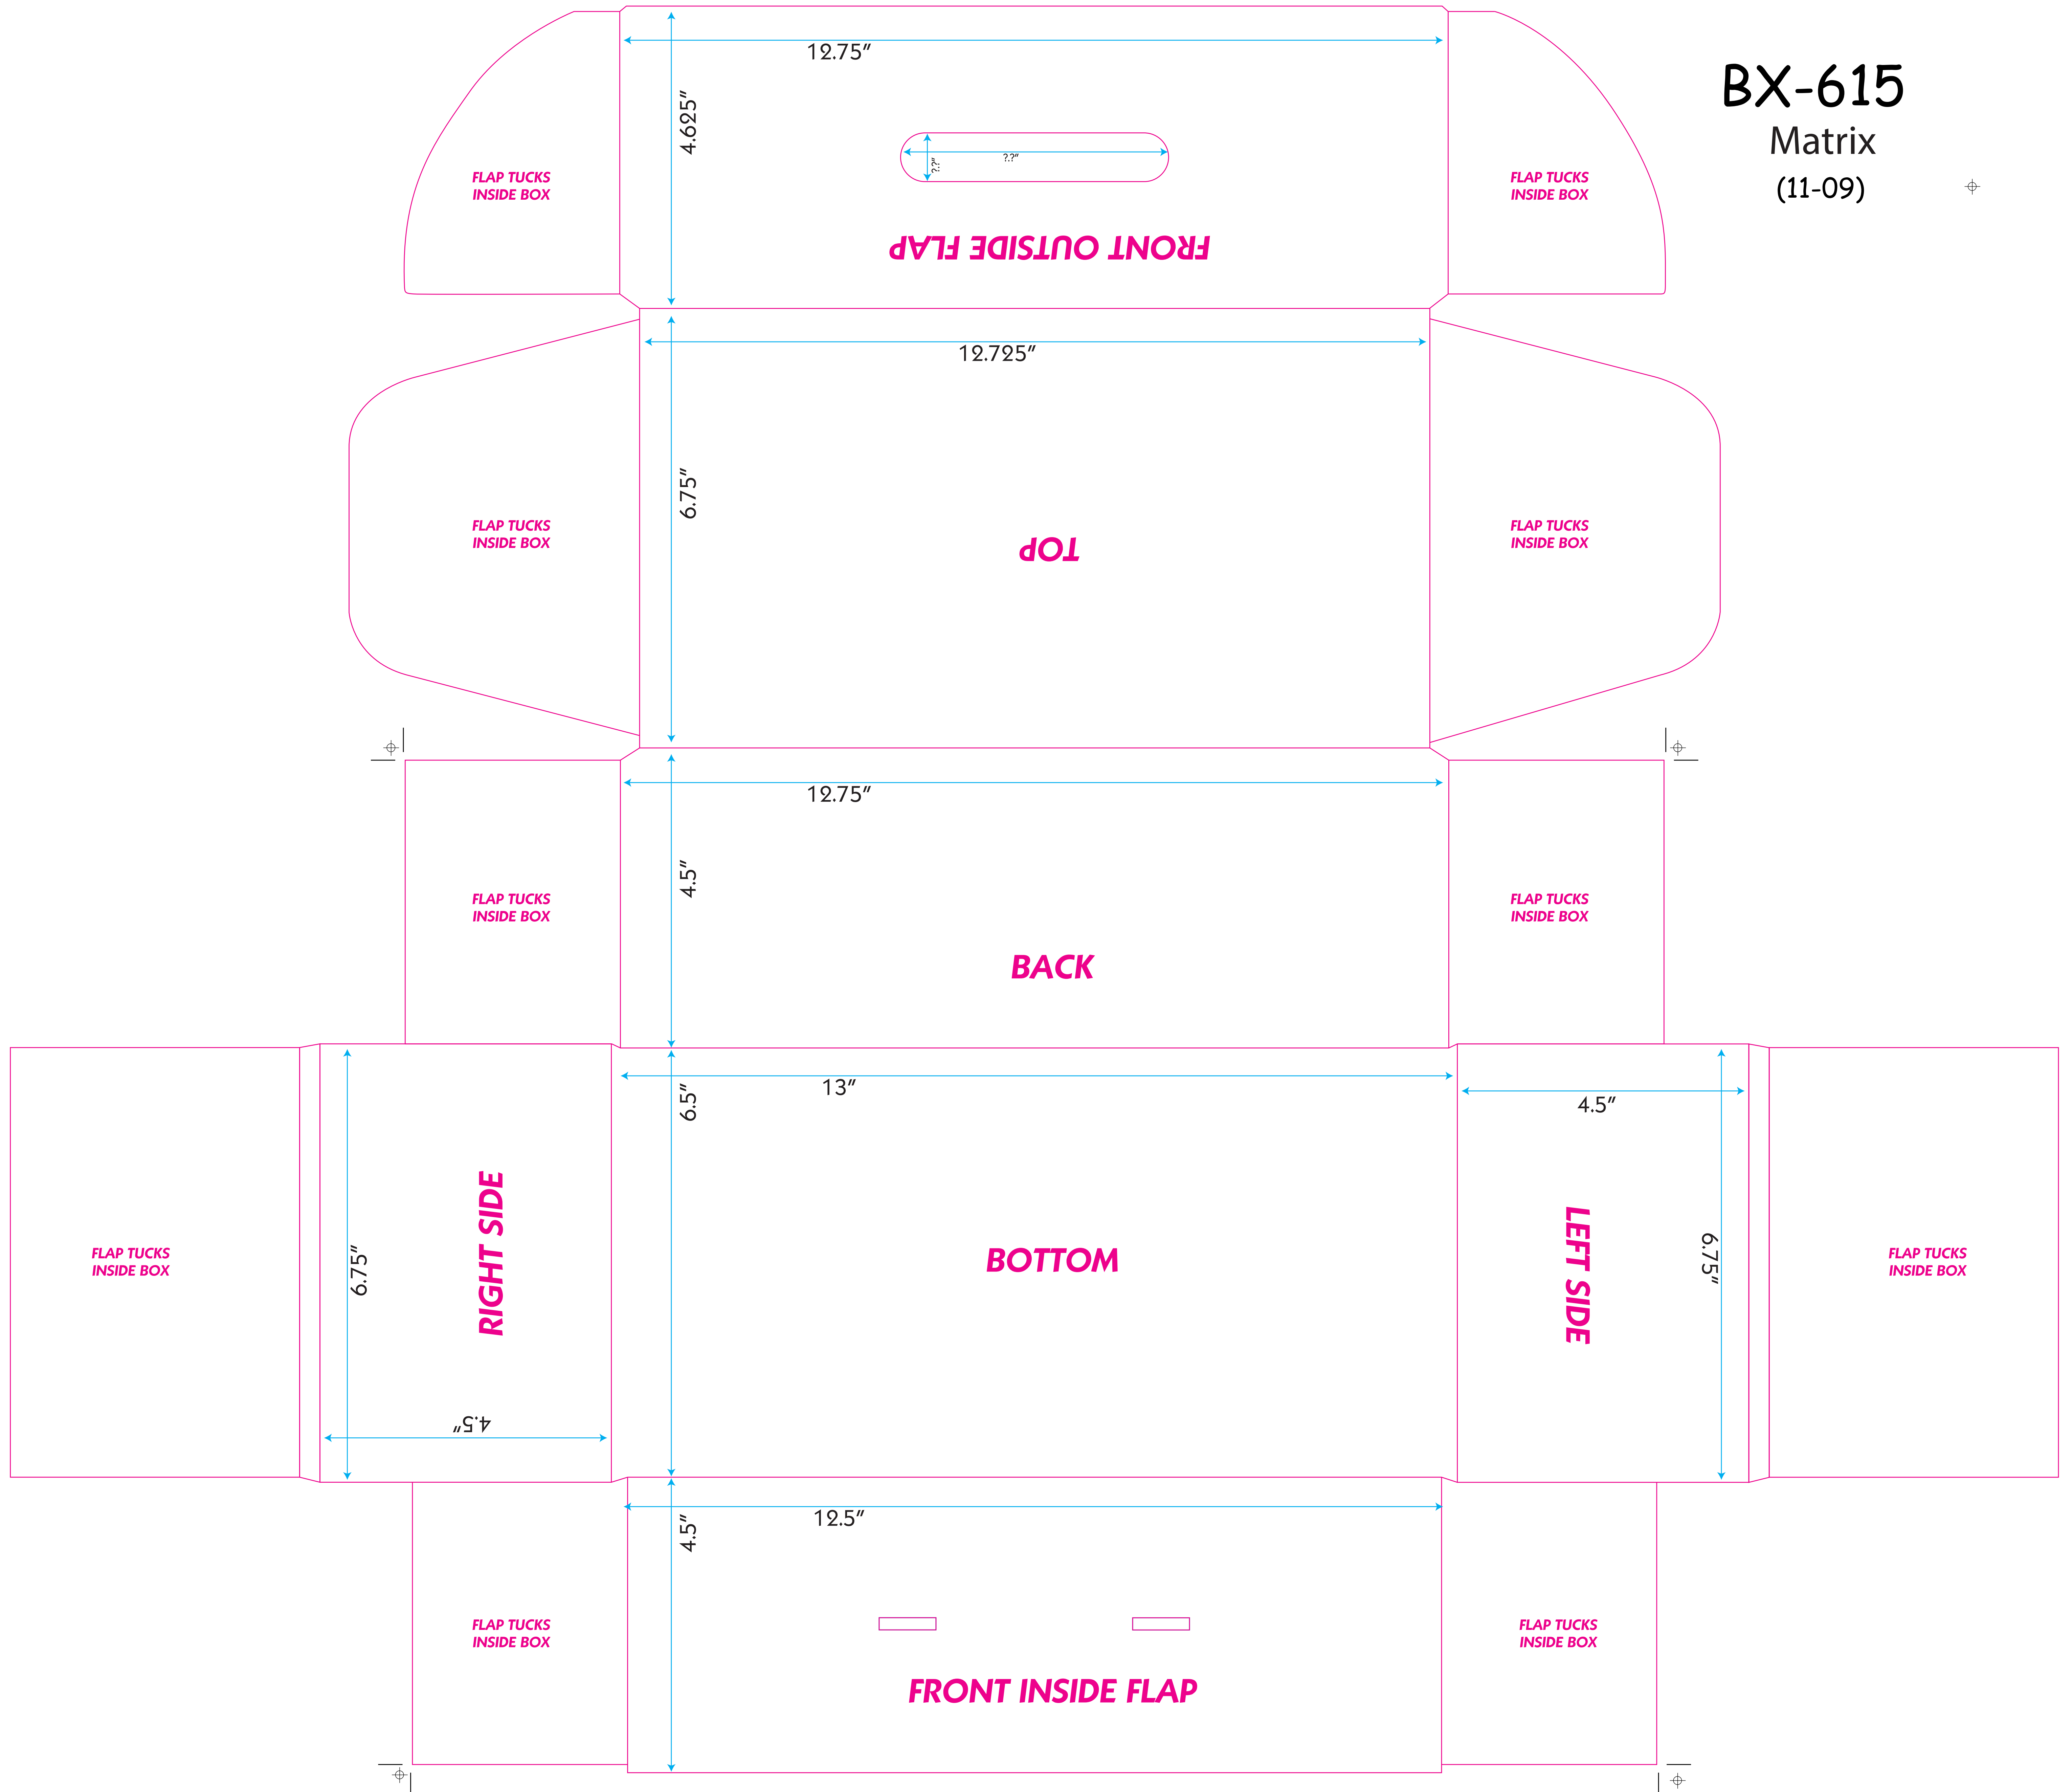 BX-615
Matrix
(11-09)
12.75"
4.625"
?.?"
?.?"
FLAP TUCKS
INSIDE BOX
FLAP TUCKS
INSIDE BOX
FRONT OUTSIDE FLAP
12.725"
6.75"
FLAP TUCKS
INSIDE BOX
TOP
FLAP TUCKS
INSIDE BOX
12.75"
4.5"
FLAP TUCKS
INSIDE BOX
FLAP TUCKS
INSIDE BOX
BACK
13"
6.5"
4.5"
FLAP TUCKS
INSIDE BOX
6.75"
RIGHT SIDE
4.5"
BOTTOM
LEFT SIDE
6.75"
FLAP TUCKS
INSIDE BOX
12.5"
4.5"
FLAP TUCKS
INSIDE BOX
FLAP TUCKS
INSIDE BOX
FRONT INSIDE FLAP